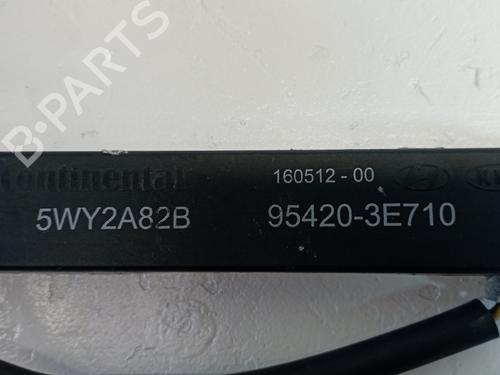 B-PARTS
Continental 160512 - 00
5WY2A82B 95420-3E710